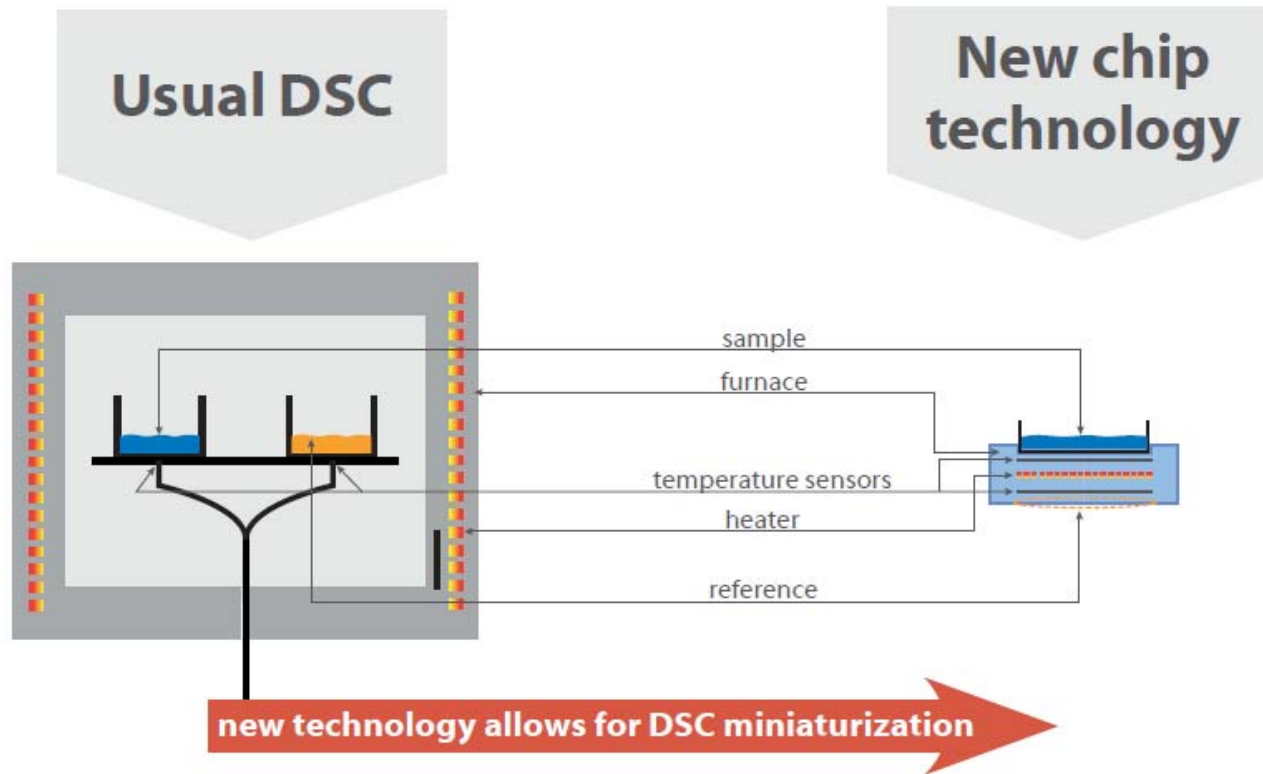 Usual DSC
New chip
technology
sample
furnace
temperature sensors
heater
reference
new technology allows for DSC miniaturization